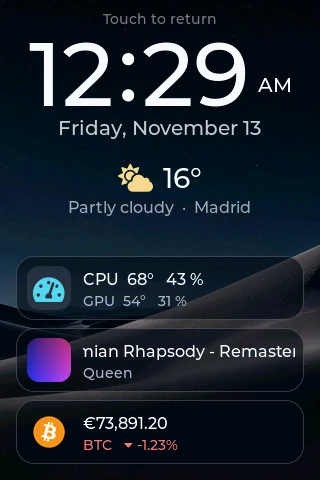 Touch to return
12:29 AM
Friday, November 13
16°
Partly cloudy · Madrid
CPU 68° 43 %
GPU 54° 31 %
nian Rhapsody - Remaster
Queen
€73,891.20
BTC -1.23%